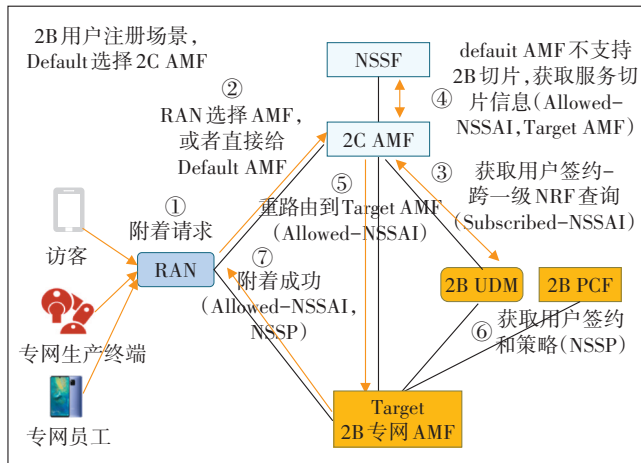 2B用户注册场景,
Default选择2C AMF
NSSF
defauit AMF不支持
2B切片,获取服务切
片信息(Allowed-
NSSAI,Target AMF)
④
②
RAN选择AMF,
或者直接给
Default AMF
2C AMF
③
获取用户签约-
跨一级NRF查询
(Subscribed-NSSAI)
⑤
重路由到Target AMF
(Allowed-NSSAI)
①
附着请求
访客
RAN
⑦
附着成功
(Allowed-NSSAI,
NSSP)
2B UDM
2B PCF
⑥
获取用户签约
和策略(NSSP)
专网生产终端
专网员工
Target
2B专网AMF